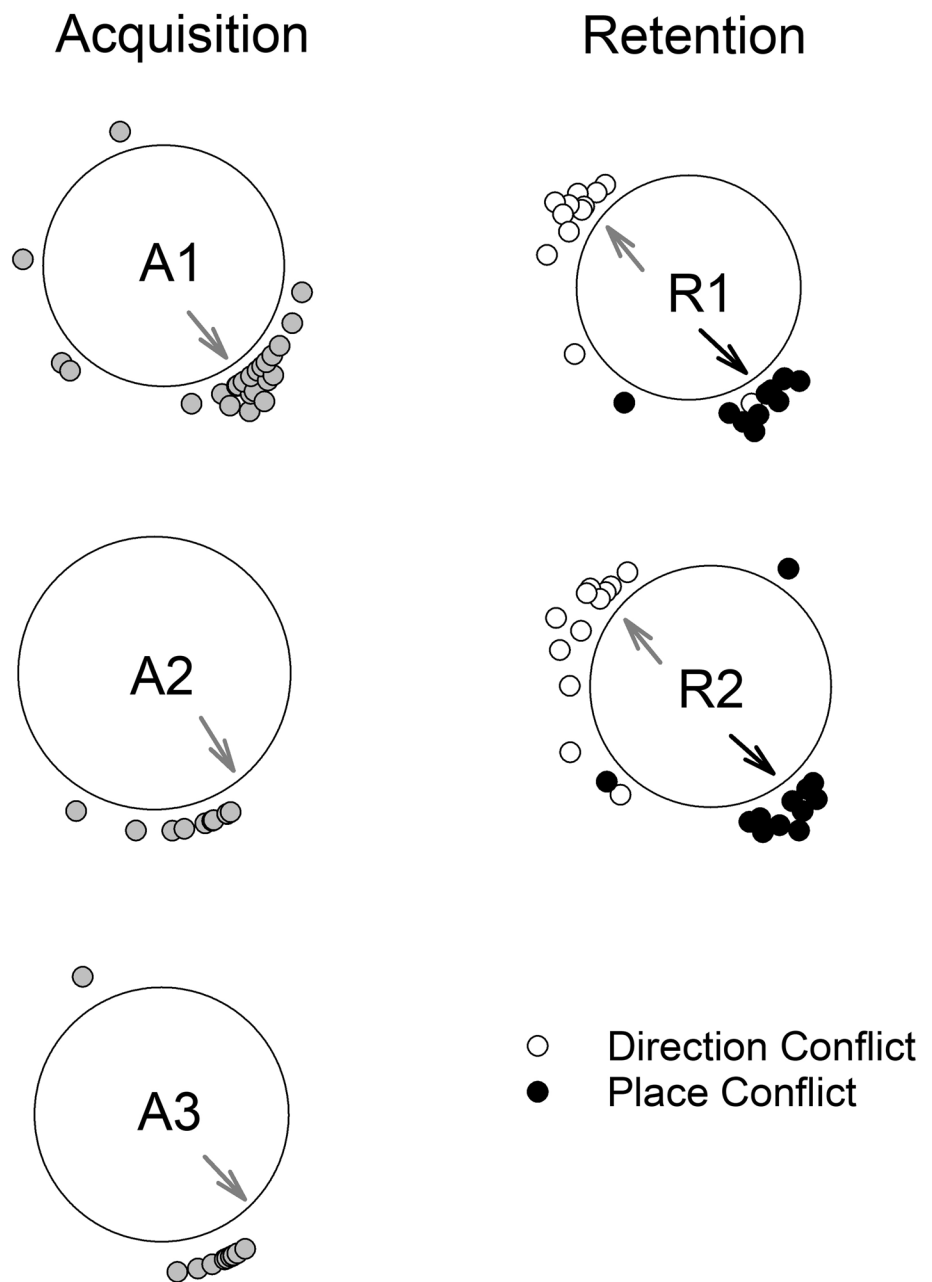 Acquisition
Retention
A1
R1
A2
R2
A3
Direction Conflict
Place Conflict